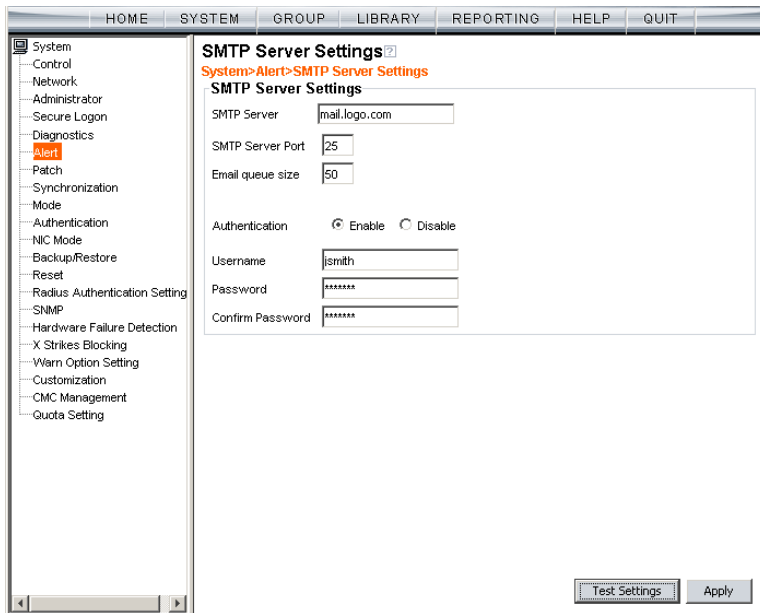 HOME SYSTEM GROUP LIBRARY REPORTING HELP QUIT
System
Control
Network
Administrator
Secure Logon
Diagnostics
Alert
Patch
Synchronization
Mode
Authentication
NIC Mode
Backup/Restore
Reset
Radius Authentication Setting
SNMP
Hardware Failure Detection
X Strikes Blocking
Warn Option Setting
Customization
CMC Management
Quota Setting
SMTP Server Settings ?
System>Alert>SMTP Server Settings
SMTP Server Settings
SMTP Server mail.logo.com
SMTP Server Port 25
Email queue size 50
Authentication Enable Disable
Username jsmith
Password *******
Confirm Password *******
Test Settings Apply